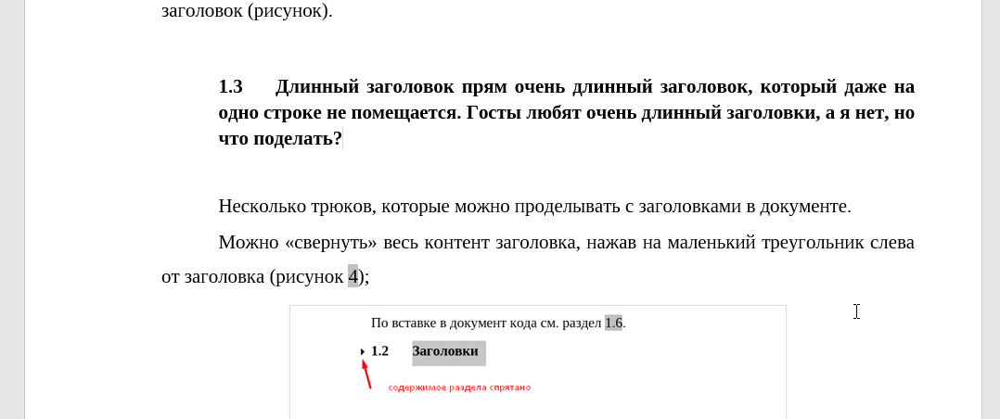 заголовок (рисунок).
1.3 Длинный заголовок прям очень длинный заголовок, который даже на
одно строке не помещается. Госты любят очень длинный заголовки, а я нет, но
что поделать?
Несколько трюков, которые можно проделывать с заголовками в документе.
Можно «свернуть» весь контент заголовка, нажав на маленький треугольник слева
от заголовка (рисунок 4);
По вставке в документ кода см. раздел 1.6.
1.2 Заголовки
содержимое раздела спрятано